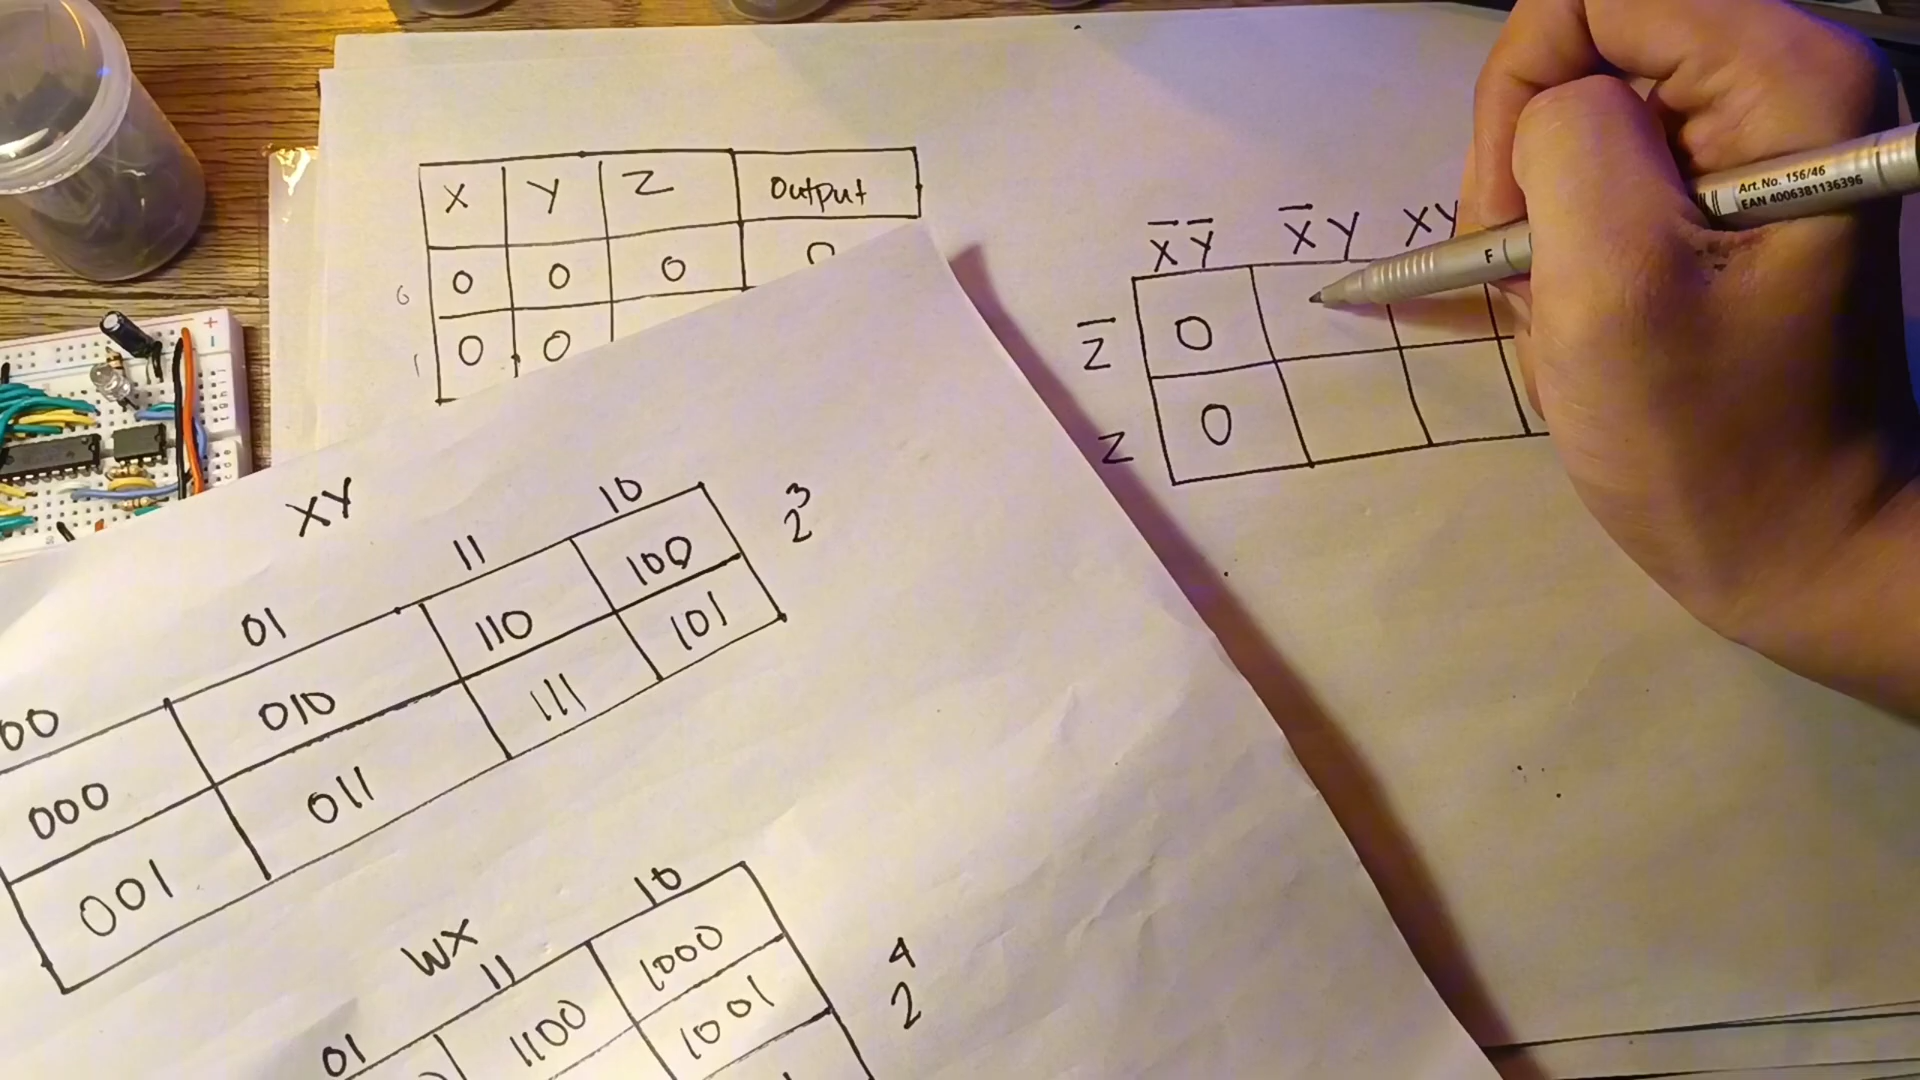 X Y Z Output
0 0 0 0 0
1 0 0
X̅ Y̅ X̅ Y XY
Z̅ 0
Z 0
Art. No. 156/46
EAN 4006381136396
F
XY
00 01 11 10
000 010 110 100
001 011 111 101
2³
WX
01 11 10
1100 1000
1001
2⁴